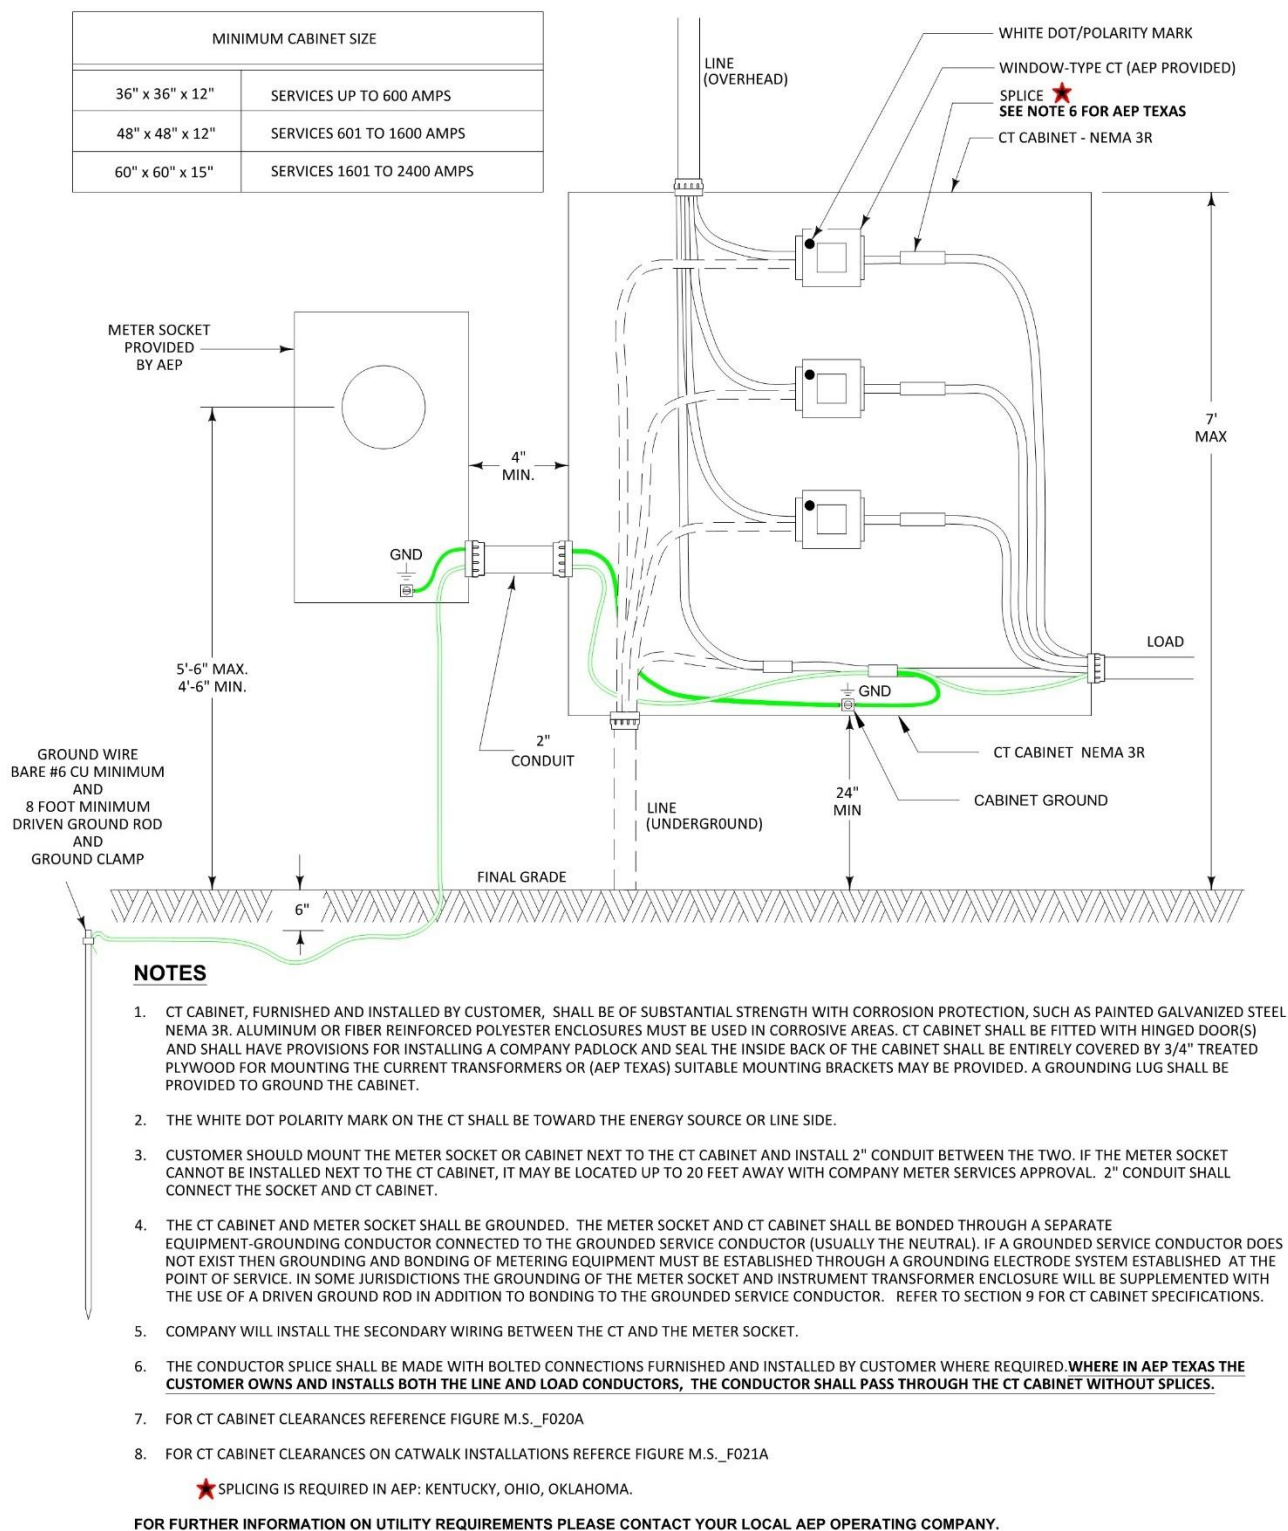 MINIMUM CABINET SIZE
36" x 36" x 12" SERVICES UP TO 600 AMPS
48" x 48" x 12" SERVICES 601 TO 1600 AMPS
60" x 60" x 15" SERVICES 1601 TO 2400 AMPS
LINE
(OVERHEAD)
WHITE DOT/POLARITY MARK
WINDOW-TYPE CT (AEP PROVIDED)
SPLICE
SEE NOTE 6 FOR AEP TEXAS
CT CABINET - NEMA 3R
METER SOCKET
PROVIDED
BY AEP
4"
MIN.
7'
MAX
GND
5'-6" MAX.
4'-6" MIN.
LOAD
GND
2"
CONDUIT
CT CABINET  NEMA 3R
CABINET GROUND
24"
MIN
LINE
(UNDERGR0UND)
GROUND WIRE
BARE #6 CU MINIMUM
AND
8 FOOT MINIMUM
DRIVEN GROUND ROD
AND
GROUND CLAMP
FINAL GRADE
6"
NOTES
1. CT CABINET, FURNISHED AND INSTALLED BY CUSTOMER, SHALL BE OF SUBSTANTIAL STRENGTH WITH CORROSION PROTECTION, SUCH AS PAINTED GALVANIZED STEEL
NEMA 3R. ALUMINUM OR FIBER REINFORCED POLYESTER ENCLOSURES MUST BE USED IN CORROSIVE AREAS. CT CABINET SHALL BE FITTED WITH HINGED DOOR(S)
AND SHALL HAVE PROVISIONS FOR INSTALLING A COMPANY PADLOCK AND SEAL THE INSIDE BACK OF THE CABINET SHALL BE ENTIRELY COVERED BY 3/4" TREATED
PLYWOOD FOR MOUNTING THE CURRENT TRANSFORMERS OR (AEP TEXAS) SUITABLE MOUNTING BRACKETS MAY BE PROVIDED. A GROUNDING LUG SHALL BE
PROVIDED TO GROUND THE CABINET.
2. THE WHITE DOT POLARITY MARK ON THE CT SHALL BE TOWARD THE ENERGY SOURCE OR LINE SIDE.
3. CUSTOMER SHOULD MOUNT THE METER SOCKET OR CABINET NEXT TO THE CT CABINET AND INSTALL 2" CONDUIT BETWEEN THE TWO. IF THE METER SOCKET
CANNOT BE INSTALLED NEXT TO THE CT CABINET, IT MAY BE LOCATED UP TO 20 FEET AWAY WITH COMPANY METER SERVICES APPROVAL. 2" CONDUIT SHALL
CONNECT THE SOCKET AND CT CABINET.
4. THE CT CABINET AND METER SOCKET SHALL BE GROUNDED. THE METER SOCKET AND CT CABINET SHALL BE BONDED THROUGH A SEPARATE
EQUIPMENT-GROUNDING CONDUCTOR CONNECTED TO THE GROUNDED SERVICE CONDUCTOR (USUALLY THE NEUTRAL). IF A GROUNDED SERVICE CONDUCTOR DOES
NOT EXIST THEN GROUNDING AND BONDING OF METERING EQUIPMENT MUST BE ESTABLISHED THROUGH A GROUNDING ELECTRODE SYSTEM ESTABLISHED AT THE
POINT OF SERVICE. IN SOME JURISDICTIONS THE GROUNDING OF THE METER SOCKET AND INSTRUMENT TRANSFORMER ENCLOSURE WILL BE SUPPLEMENTED WITH
THE USE OF A DRIVEN GROUND ROD IN ADDITION TO BONDING TO THE GROUNDED SERVICE CONDUCTOR. REFER TO SECTION 9 FOR CT CABINET SPECIFICATIONS.
5. COMPANY WILL INSTALL THE SECONDARY WIRING BETWEEN THE CT AND THE METER SOCKET.
6. THE CONDUCTOR SPLICE SHALL BE MADE WITH BOLTED CONNECTIONS FURNISHED AND INSTALLED BY CUSTOMER WHERE REQUIRED.WHERE IN AEP TEXAS THE
CUSTOMER OWNS AND INSTALLS BOTH THE LINE AND LOAD CONDUCTORS, THE CONDUCTOR SHALL PASS THROUGH THE CT CABINET WITHOUT SPLICES.
7. FOR CT CABINET CLEARANCES REFERENCE FIGURE M.S._F020A
8. FOR CT CABINET CLEARANCES ON CATWALK INSTALLATIONS REFERCE FIGURE M.S._F021A
SPLICING IS REQUIRED IN AEP: KENTUCKY, OHIO, OKLAHOMA.
FOR FURTHER INFORMATION ON UTILITY REQUIREMENTS PLEASE CONTACT YOUR LOCAL AEP OPERATING COMPANY.